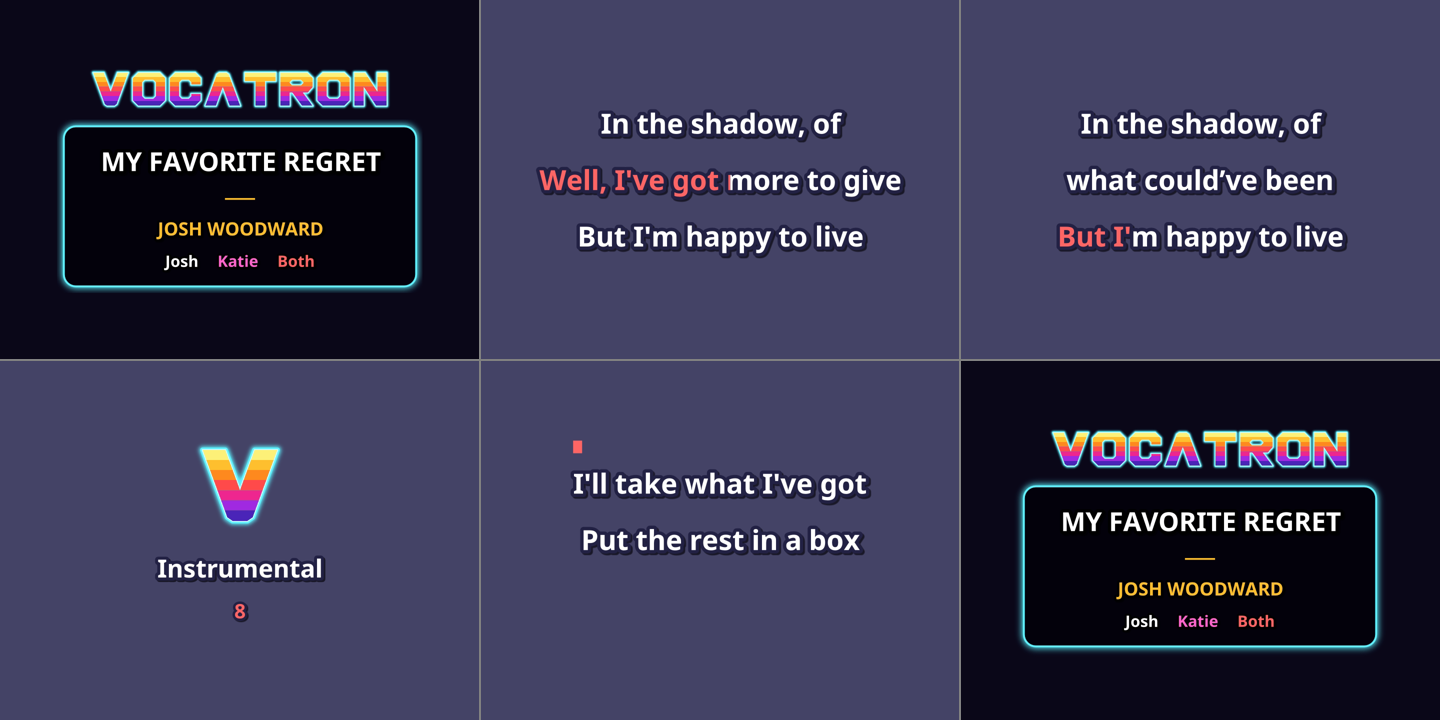 VOCATRON
MY FAVORITE REGRET
JOSH WOODWARD
Josh Katie Both
In the shadow, of
Well, I've got more to give
But I'm happy to live
In the shadow, of
what could’ve been
But I'm happy to live
V
Instrumental
8
I'll take what I've got
Put the rest in a box
VOCATRON
MY FAVORITE REGRET
JOSH WOODWARD
Josh Katie Both